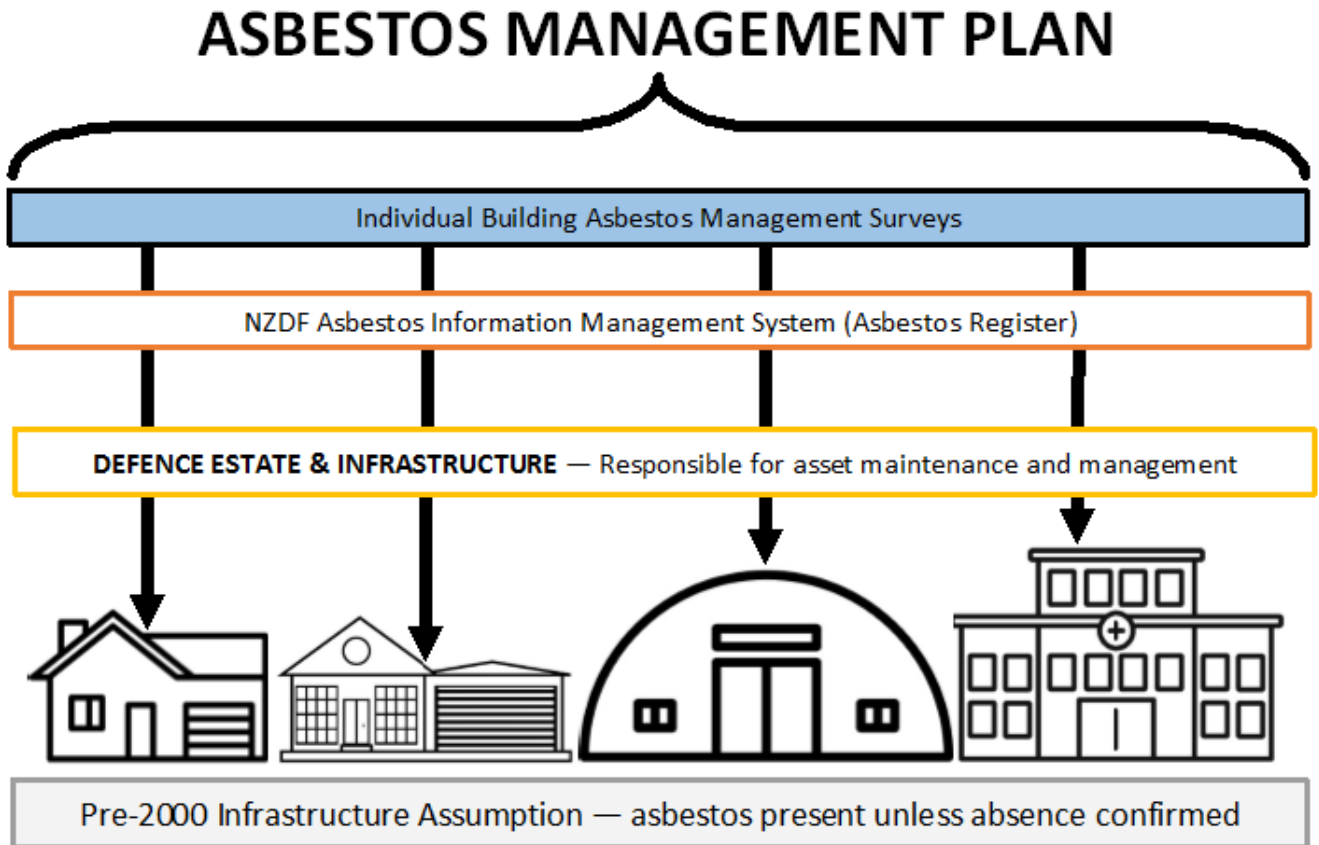 ASBESTOS MANAGEMENT PLAN
Individual Building Asbestos Management Surveys
NZDF Asbestos Information Management System (Asbestos Register)
DEFENCE ESTATE & INFRASTRUCTURE — Responsible for asset maintenance and management
Pre-2000 Infrastructure Assumption — asbestos present unless absence confirmed